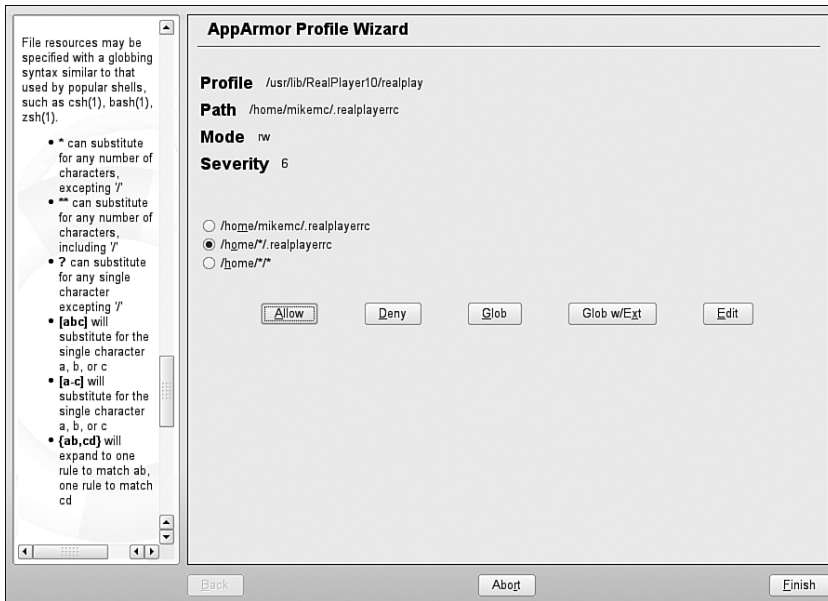 File resources may be
specified with a globbing
syntax similar to that
used by popular shells,
such as csh(1), bash(1),
zsh(1).
• * can substitute
for any number of
characters,
excepting '/'
• ** can substitute
for any number of
characters,
including '/'
• ? can substitute
for any single
character
excepting '/'
• [abc] will
substitute for the
single character
a, b, or c
• [a-c] will
substitute for the
single character
a, b, or c
• {ab,cd} will
expand to one
rule to match ab,
one rule to match
cd
AppArmor Profile Wizard
Profile /usr/lib/RealPlayer10/realplay
Path /home/mikemc/.realplayerrc
Mode rw
Severity 6
/home/mikemc/.realplayerrc
/home/*/.realplayerrc
/home/*/*
Allow Deny Glob Glob w/Ext Edit
Back Abort Finish